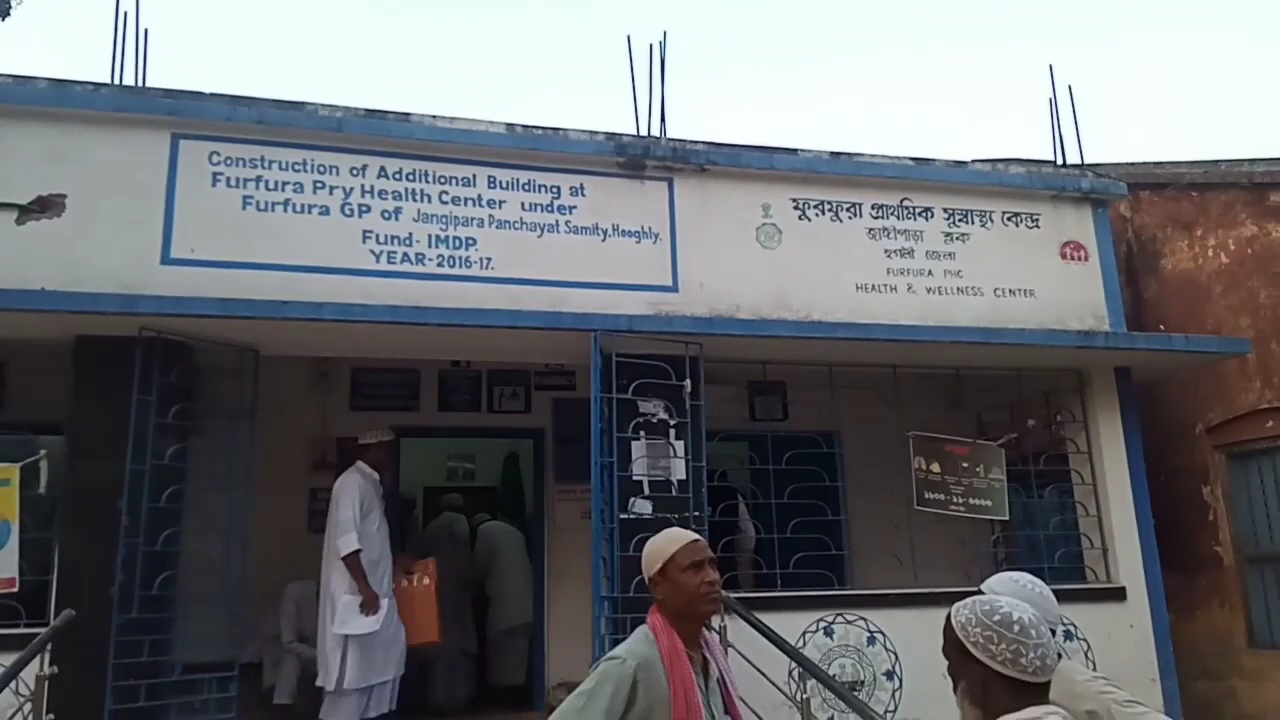 Construction of Additional Building at
Furfura Pry Health Center under
Furfura GP of Jangipara Panchayat Samity, Hooghly.
Fund- IMDP.
YEAR-2016-17.
ফুরফুরা প্রাথমিক সুস্বাস্থ্য কেন্দ্র
জাঙ্গীপাড়া ব্লক
হুগলী জেলা
FURFURA PHC
HEALTH & WELLNESS CENTER
PHARMACY